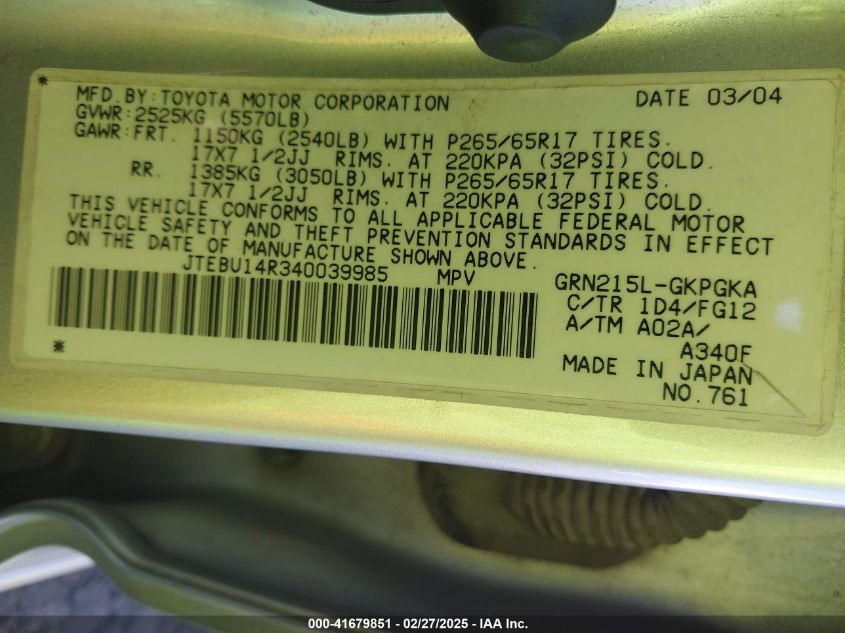 MFD. BY: TOYOTA MOTOR CORPORATION DATE 03/04
GVWR: 2525KG (5570LB)
GAWR: FRT. 1150KG (2540LB) WITH P265/65R17 TIRES.
17X7 1/2JJ RIMS. AT 220KPA (32PSI) COLD.
RR. 1385KG (3050LB) WITH P265/65R17 TIRES.
17X7 1/2JJ RIMS. AT 220KPA (32PSI) COLD.
THIS VEHICLE CONFORMS TO ALL APPLICABLE FEDERAL MOTOR
VEHICLE SAFETY AND THEFT PREVENTION STANDARDS IN EFFECT
ON THE DATE OF MANUFACTURE SHOWN ABOVE.
JTEBU14R340039985 MPV GRN215L-GKPGKA
C/TR 1D4/FG12
A/TM A02A/
A340F
* * MADE IN JAPAN
NO. 761
000-41679851 / 02/27/2025 - IAA Inc.